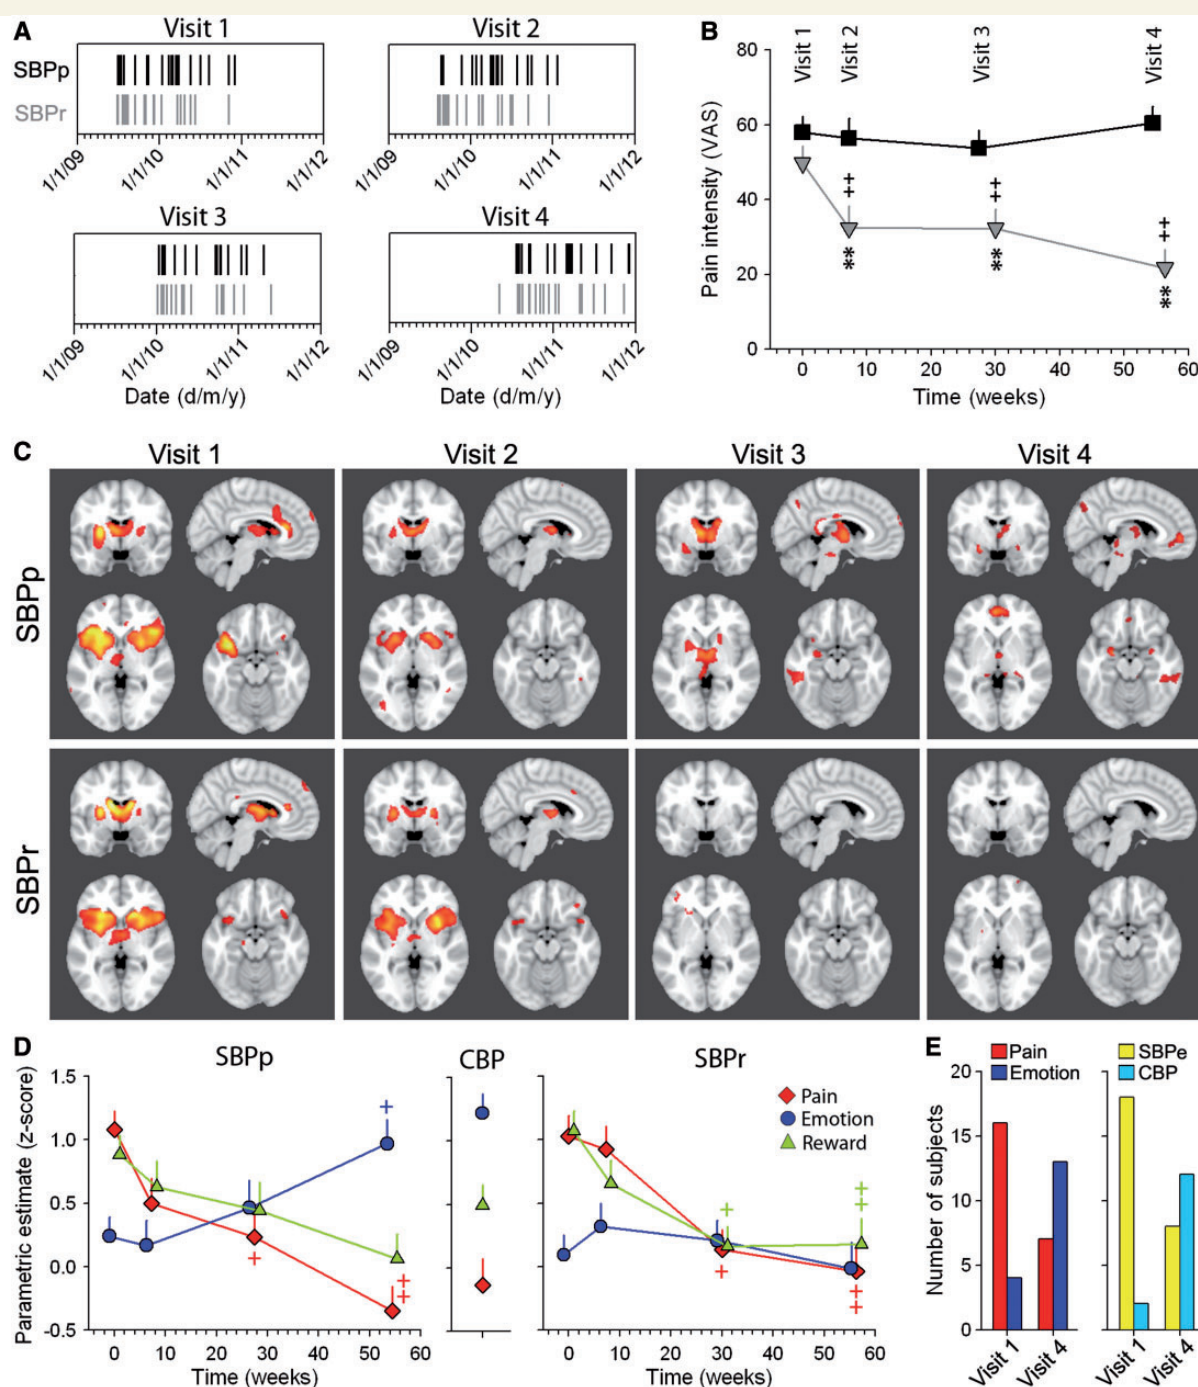 A
Visit 1
Visit 2
SBPp
SBPr
1/1/09
1/1/10
1/1/11
1/1/12
1/1/09
1/1/10
1/1/11
1/1/12
Visit 3
Visit 4
1/1/09
1/1/10
1/1/11
1/1/12
1/1/09
1/1/10
1/1/11
1/1/12
Date (d/m/y)
Date (d/m/y)
B
Visit 1
Visit 2
Visit 3
Visit 4
Pain intensity (VAS)
80
60
40
20
0
++
++
++
**
**
**
0 10 20 30 40 50 60
Time (weeks)
C
Visit 1
Visit 2
Visit 3
Visit 4
SBPp
SBPr
D
SBPp
CBP
SBPr
Parametric estimate (z-score)
1.5
1.0
0.5
0.0
-0.5
+
+
++
Pain
Emotion
Reward
+
++
+
++
0 10 20 30 40 50 60
0 10 20 30 40 50 60
Time (weeks)
Time (weeks)
E
Pain
Emotion
SBPe
CBP
Number of subjects
20
15
10
5
0
Visit 1
Visit 4
Visit 1
Visit 4